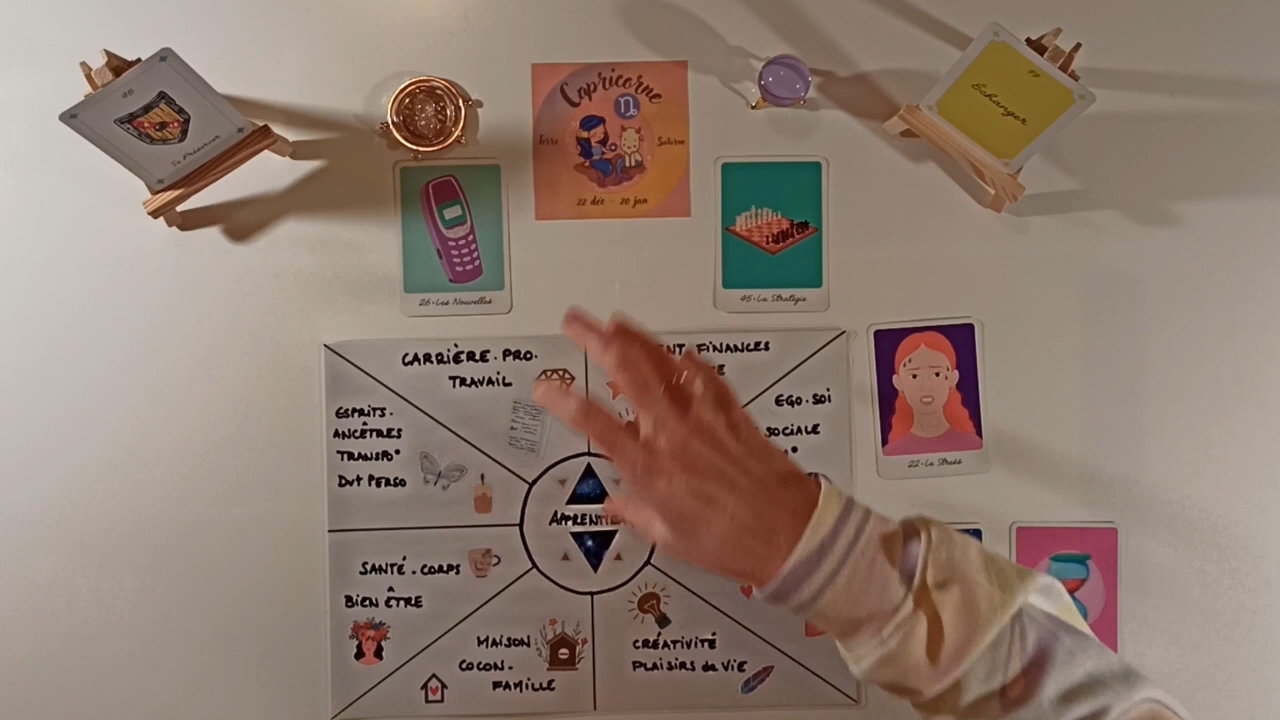 46
Se Préserver
Capricorne
Terre
Saturne
22 déc - 20 jan
Échanger
26•Les Nouvelles
45•La Stratégie
22•Le Stress
CARRIÈRE. PRO.
TRAVAIL
FINANCES
EGO. SOI
SOCIALE
ESPRITS.
ANCÊTRES
TRANSFO°
DVT PERSO
SANTÉ. CORPS
BIEN ÊTRE
MAISON
COCON.
FAMILLE
CRÉATIVITÉ
PLAISIRS de VIE